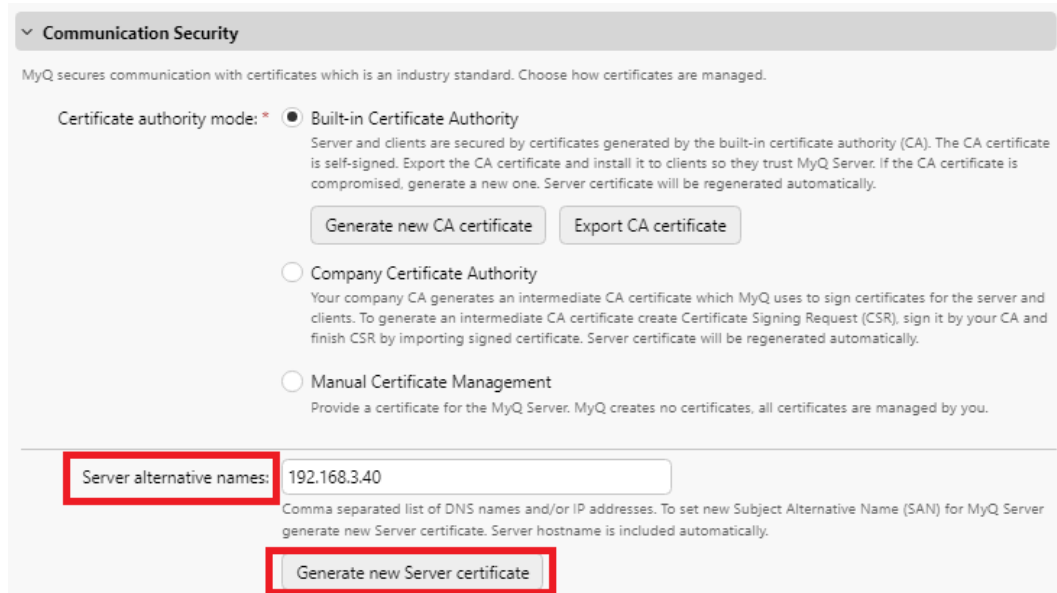 Communication Security
MyQ secures communication with certificates which is an industry standard. Choose how certificates are managed.
Certificate authority mode: * Built-in Certificate Authority
Server and clients are secured by certificates generated by the built-in certificate authority (CA). The CA certificate
is self-signed. Export the CA certificate and install it to clients so they trust MyQ Server. If the CA certificate is
compromised, generate a new one. Server certificate will be regenerated automatically.
Generate new CA certificate Export CA certificate
Company Certificate Authority
Your company CA generates an intermediate CA certificate which MyQ uses to sign certificates for the server and
clients. To generate an intermediate CA certificate create Certificate Signing Request (CSR), sign it by your CA and
finish CSR by importing signed certificate. Server certificate will be regenerated automatically.
Manual Certificate Management
Provide a certificate for the MyQ Server. MyQ creates no certificates, all certificates are managed by you.
Server alternative names: 192.168.3.40
Comma separated list of DNS names and/or IP addresses. To set new Subject Alternative Name (SAN) for MyQ Server
generate new Server certificate. Server hostname is included automatically.
Generate new Server certificate